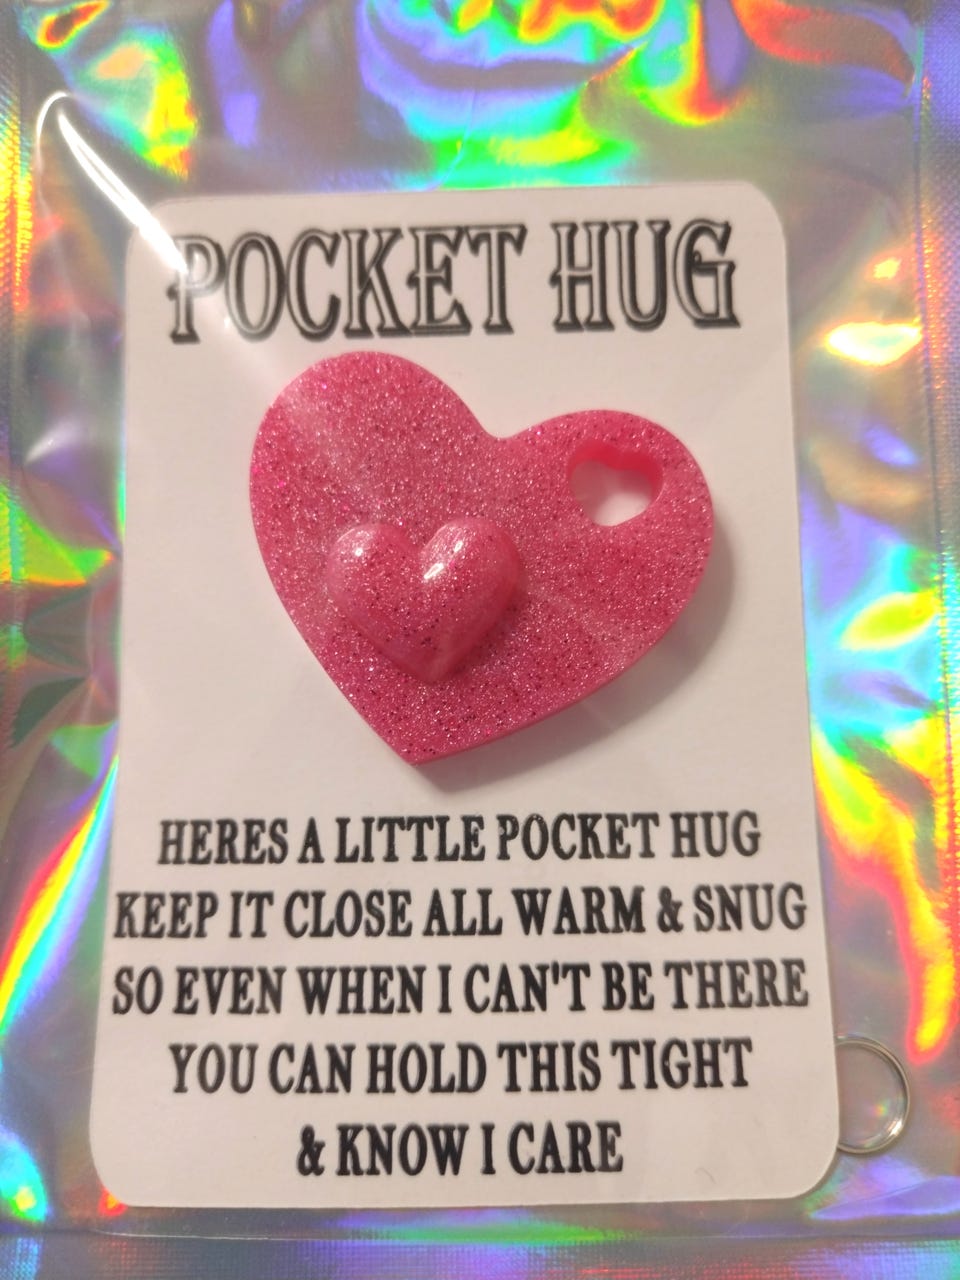 POCKET HUG
HERES A LITTLE POCKET HUG
KEEP IT CLOSE ALL WARM & SNUG
SO EVEN WHEN I CAN'T BE THERE
YOU CAN HOLD THIS TIGHT
& KNOW I CARE